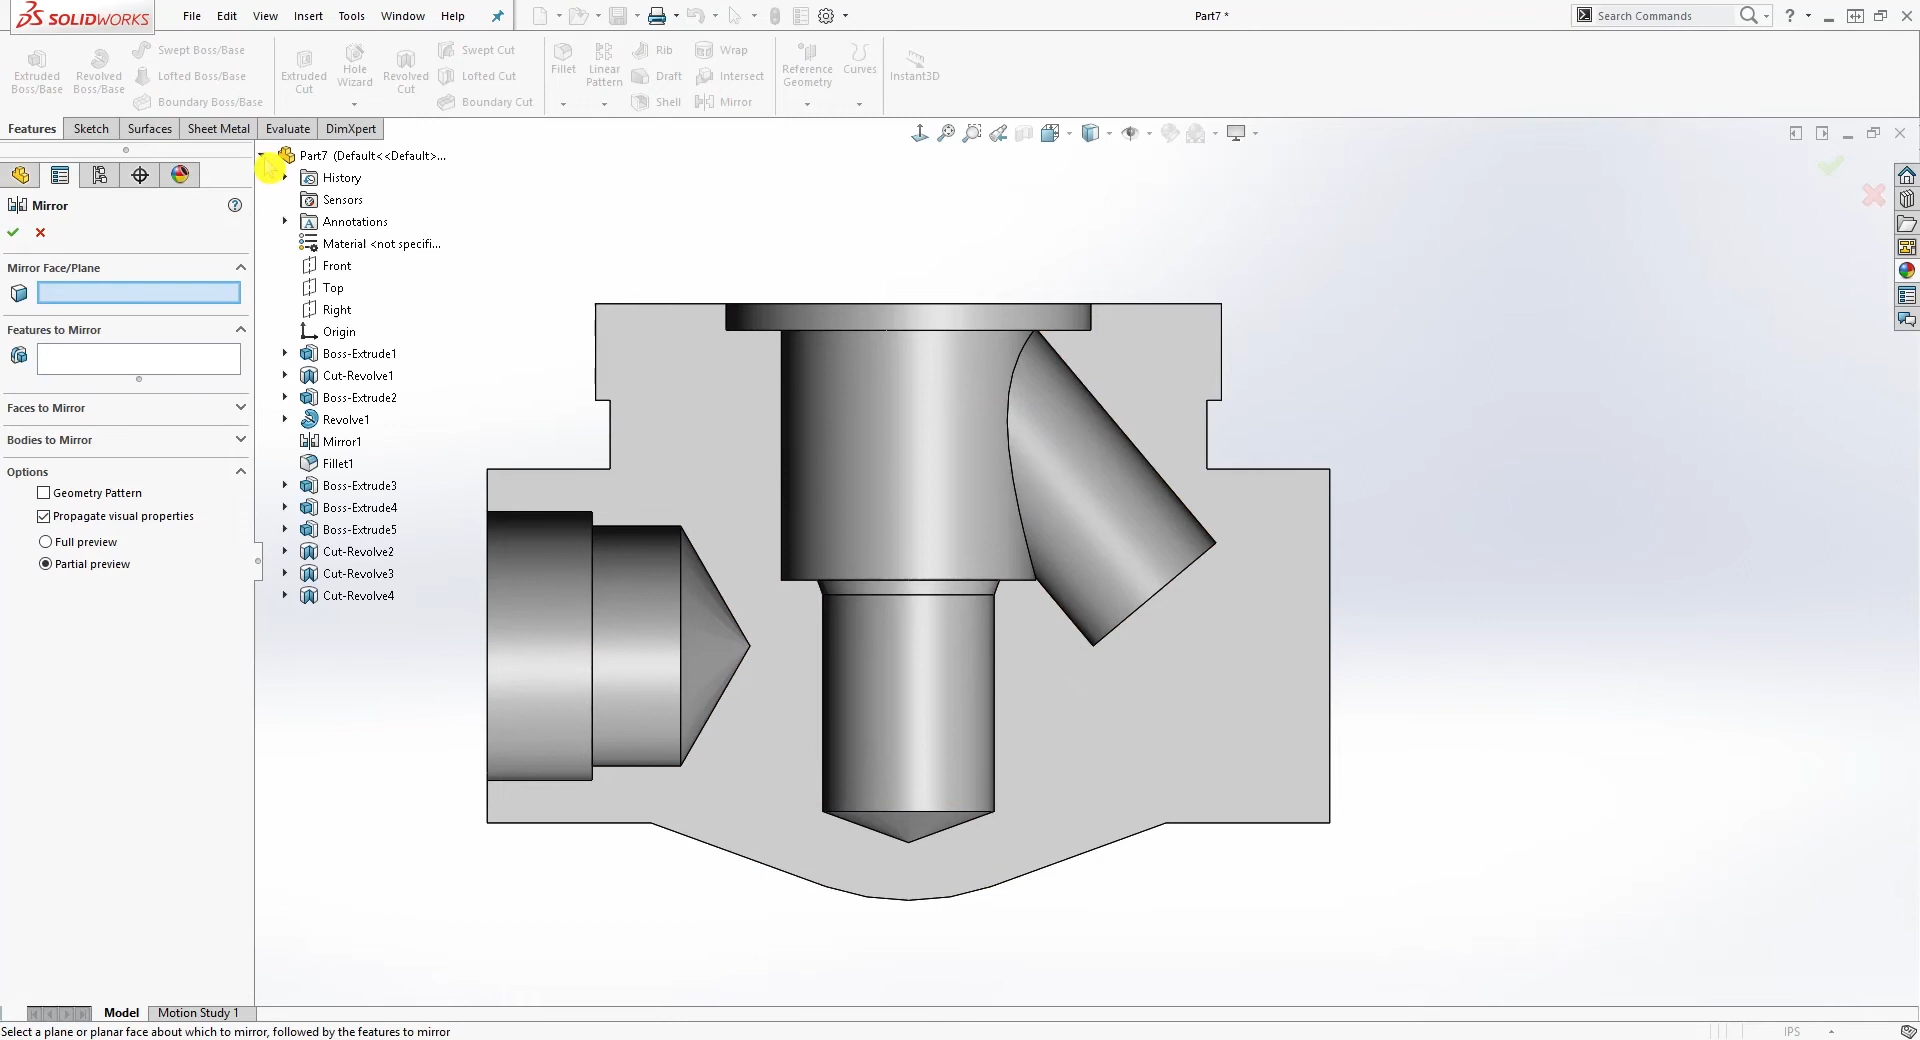 SOLIDWORKS File Edit View Insert Tools Window Help Part7 * Search Commands ?
Extruded Boss/Base
Revolved Boss/Base
Swept Boss/Base
Lofted Boss/Base
Boundary Boss/Base
Extruded Cut
Hole Wizard
Revolved Cut
Swept Cut
Lofted Cut
Boundary Cut
Fillet
Linear Pattern
Rib
Draft
Shell
Wrap
Intersect
Mirror
Reference Geometry
Curves
Instant3D
Features Sketch Surfaces Sheet Metal Evaluate DimXpert
Mirror
Mirror Face/Plane
Features to Mirror
Faces to Mirror
Bodies to Mirror
Options
Geometry Pattern
Propagate visual properties
Full preview
Partial preview
Part7 (Default<<Default>...
History
Sensors
Annotations
Material <not specifi...
Front
Top
Right
Origin
Boss-Extrude1
Cut-Revolve1
Boss-Extrude2
Revolve1
Mirror1
Fillet1
Boss-Extrude3
Boss-Extrude4
Boss-Extrude5
Cut-Revolve2
Cut-Revolve3
Cut-Revolve4
Model Motion Study 1
Select a plane or planar face about which to mirror, followed by the features to mirror IPS